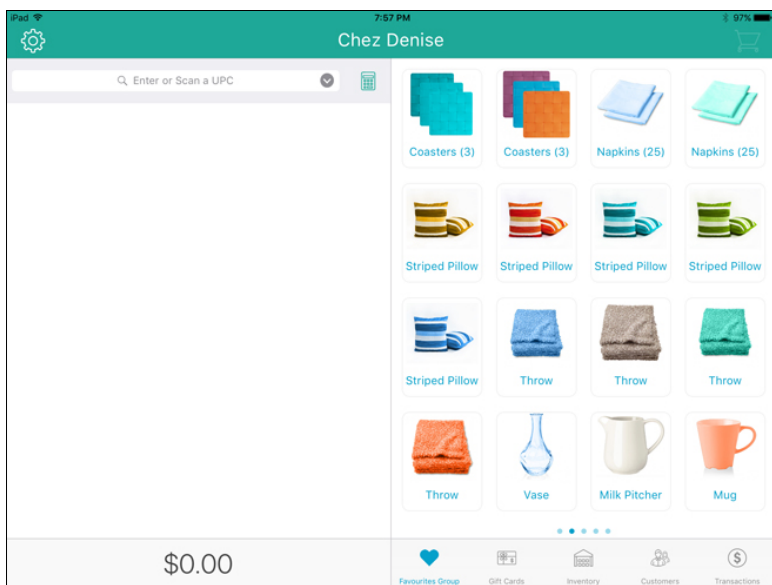 iPad 7:57 PM 97%
Chez Denise
Enter or Scan a UPC
Coasters (3) Coasters (3) Napkins (25) Napkins (25)
Striped Pillow Striped Pillow Striped Pillow Striped Pillow
Striped Pillow Throw Throw Throw
Throw Vase Milk Pitcher Mug
$0.00
Favourites Group Gift Cards Inventory Customers Transactions